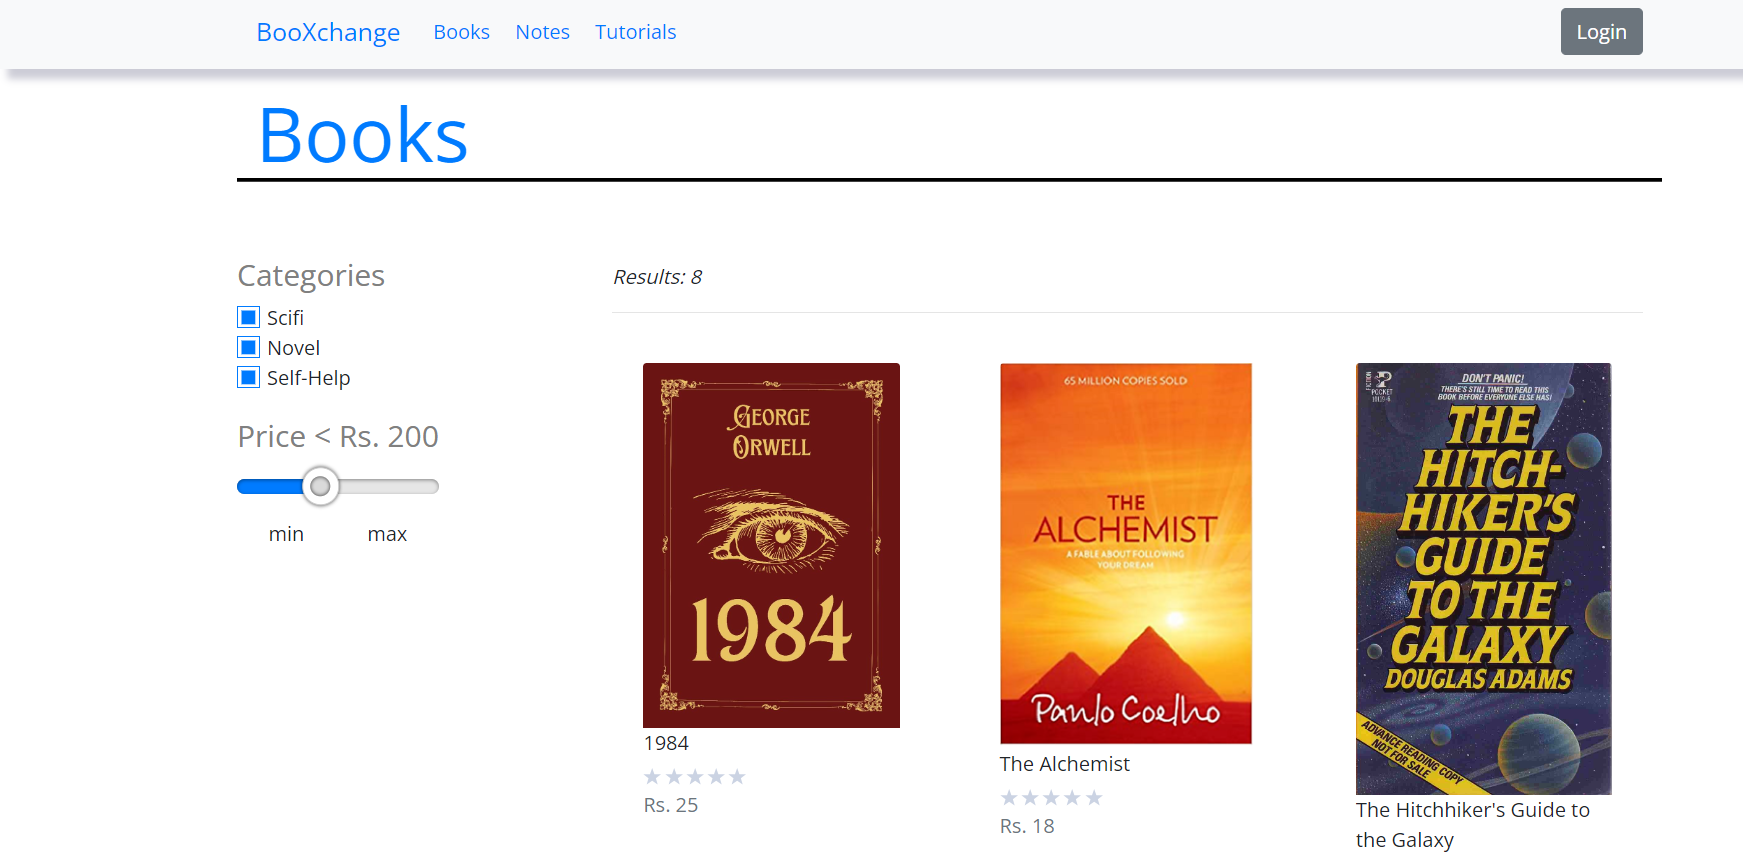 BooXchange Books Notes Tutorials Login
Books
Categories
Scifi
Novel
Self-Help
Price < Rs. 200
min max
Results: 8
GEORGE
ORWELL
1984
1984
Rs. 25
65 MILLION COPIES SOLD
THE
ALCHEMIST
A FABLE ABOUT FOLLOWING
YOUR DREAM
Paulo Coelho
The Alchemist
Rs. 18
FICTION
POCKET
DON'T PANIC!
THERE'S STILL TIME TO READ THIS
BOOK BEFORE EVERYONE ELSE HAS!
THE
HITCH-
HIKER'S
GUIDE
TO THE
GALAXY
DOUGLAS ADAMS
ADVANCE READING COPY
NOT FOR SALE
The Hitchhiker's Guide to
the Galaxy